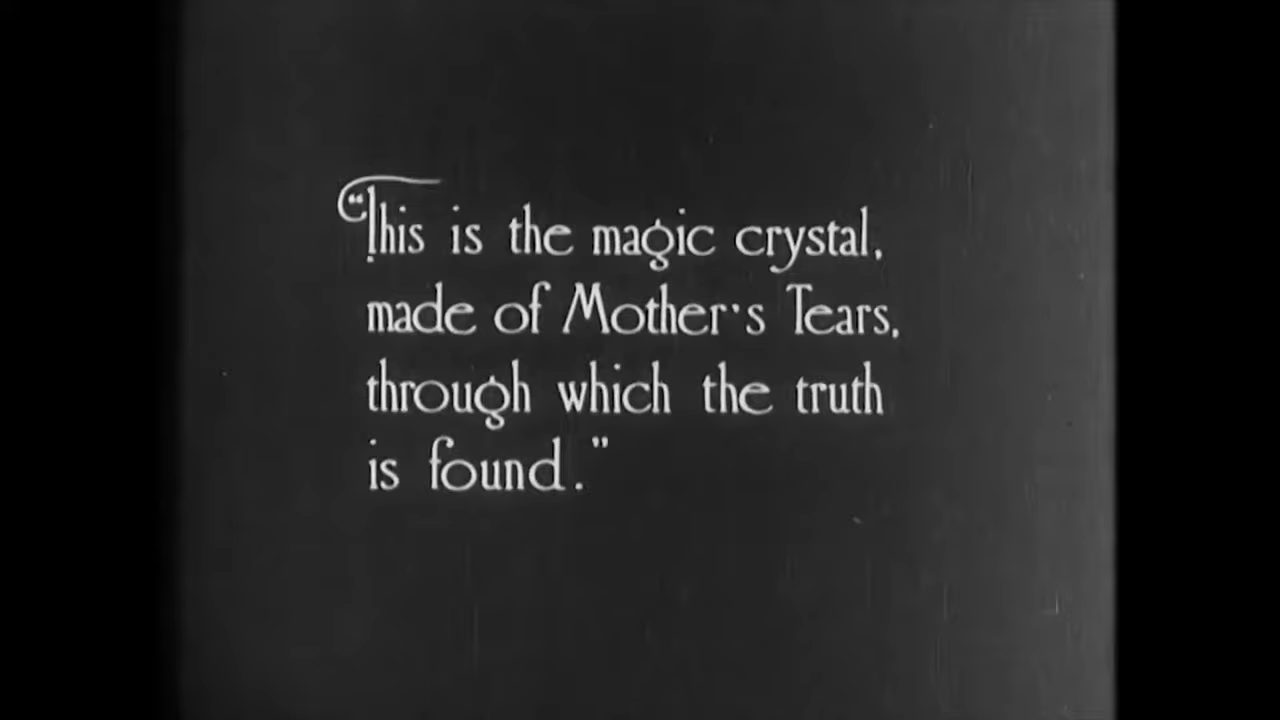 "This is the magic crystal,
made of Mother's Tears,
through which the truth
is found."